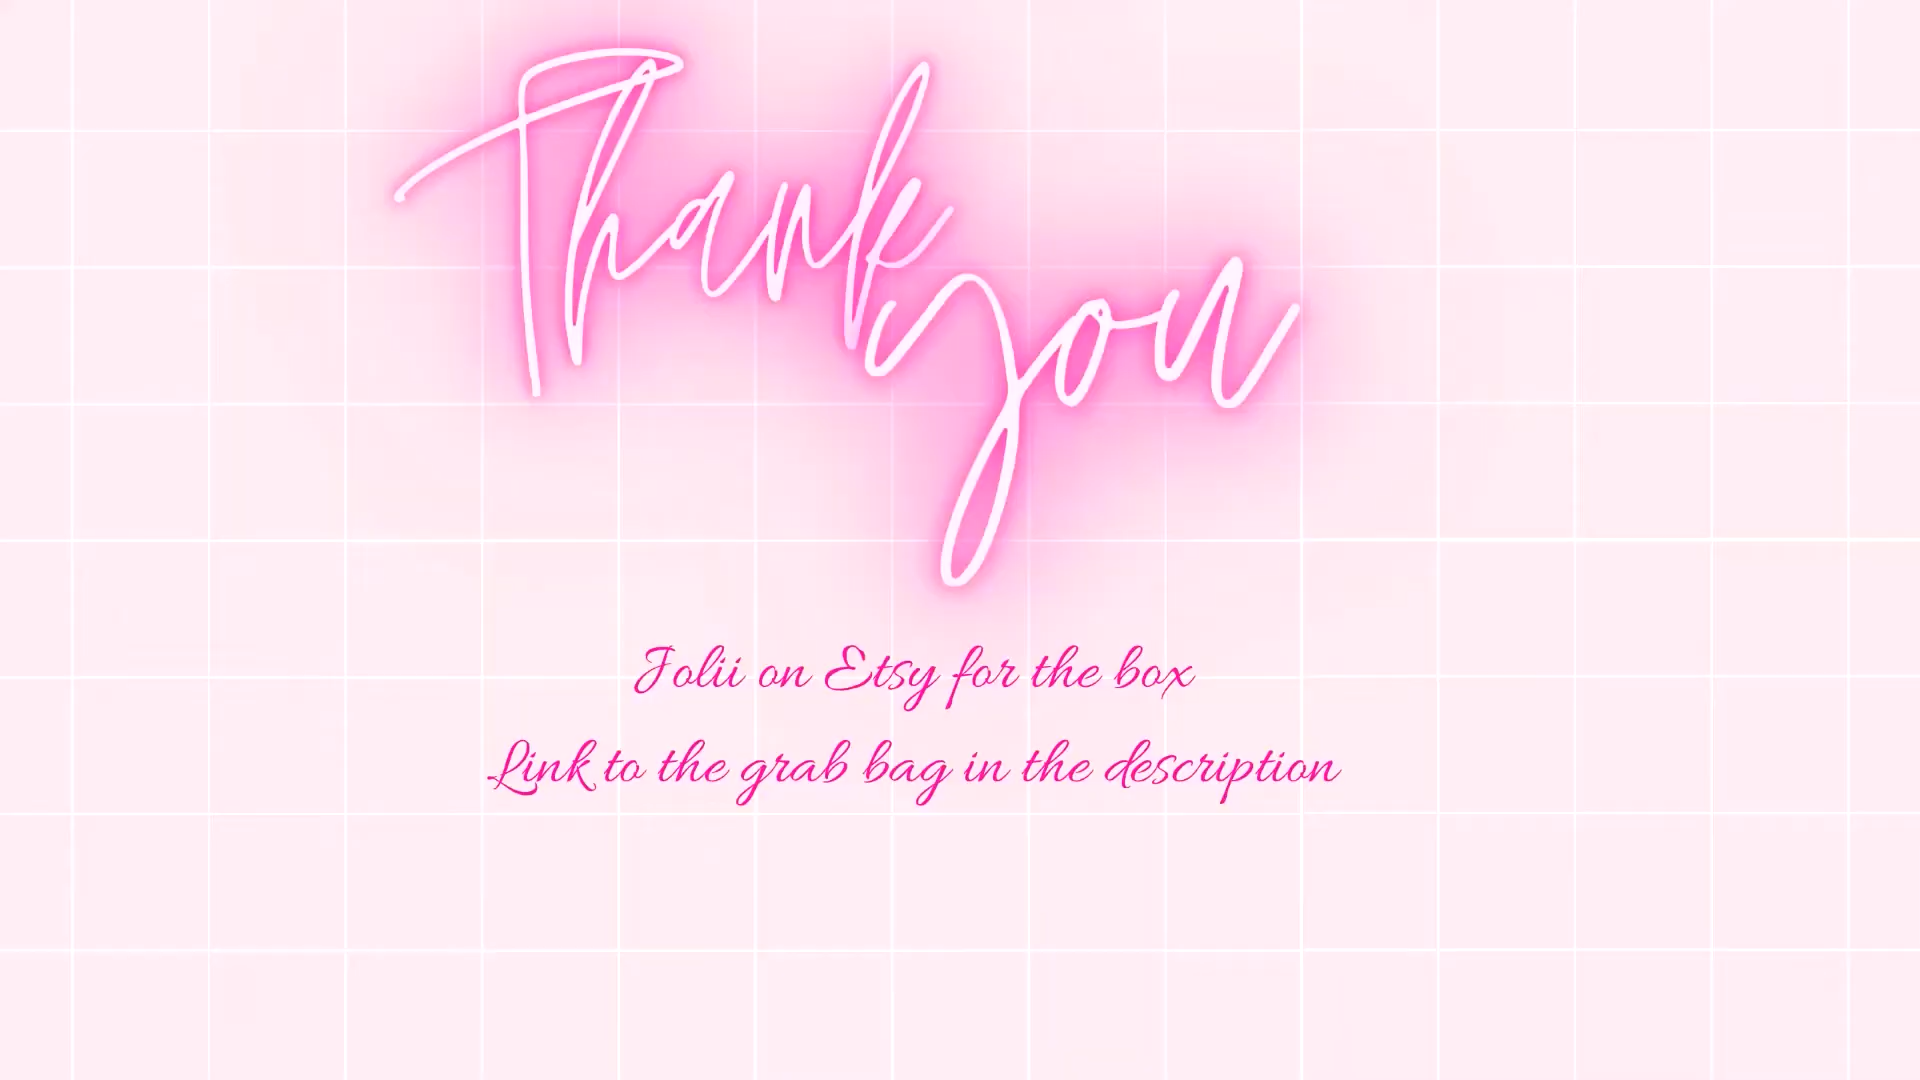 Thank
you
Jolii on Etsy for the box
Link to the grab bag in the description